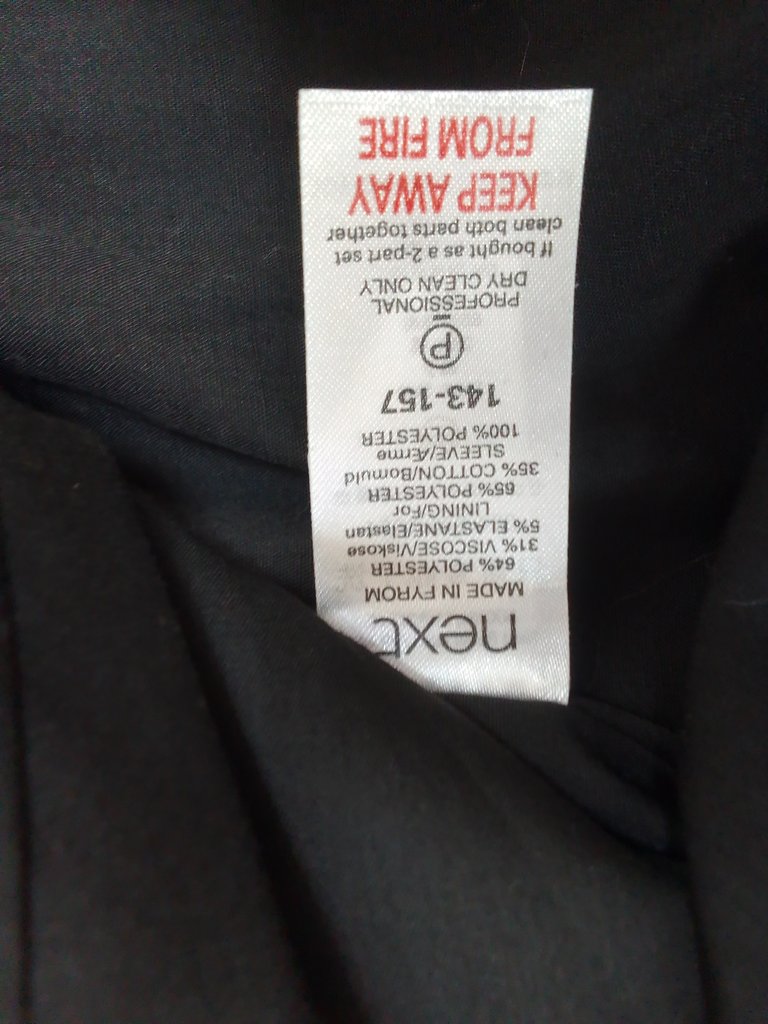 next
MADE IN FYROM
64% POLYESTER
31% VISCOSE/Viskose
5% ELASTANE/Elastan
LINING/For
65% POLYESTER
35% COTTON/Bomuld
SLEEVE/Ærme
100% POLYESTER
143-157
P
PROFESSIONAL
DRY CLEAN ONLY
If bought as a 2-part set
clean both parts together
KEEP AWAY
FROM FIRE